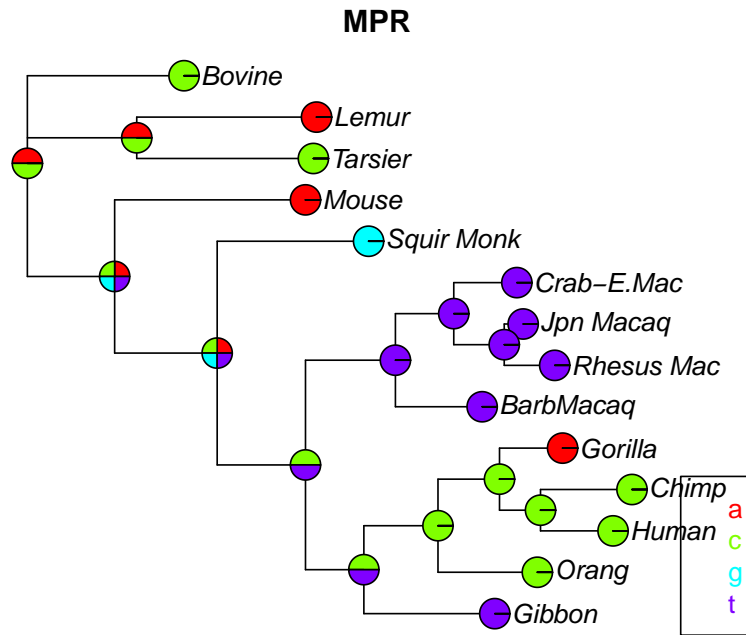 MPR
Bovine
Lemur
Tarsier
Mouse
Squir Monk
Crab−E.Mac
Jpn Macaq
Rhesus Mac
BarbMacaq
Gorilla
Chimp
Human
Orang
Gibbon
a
c
g
t